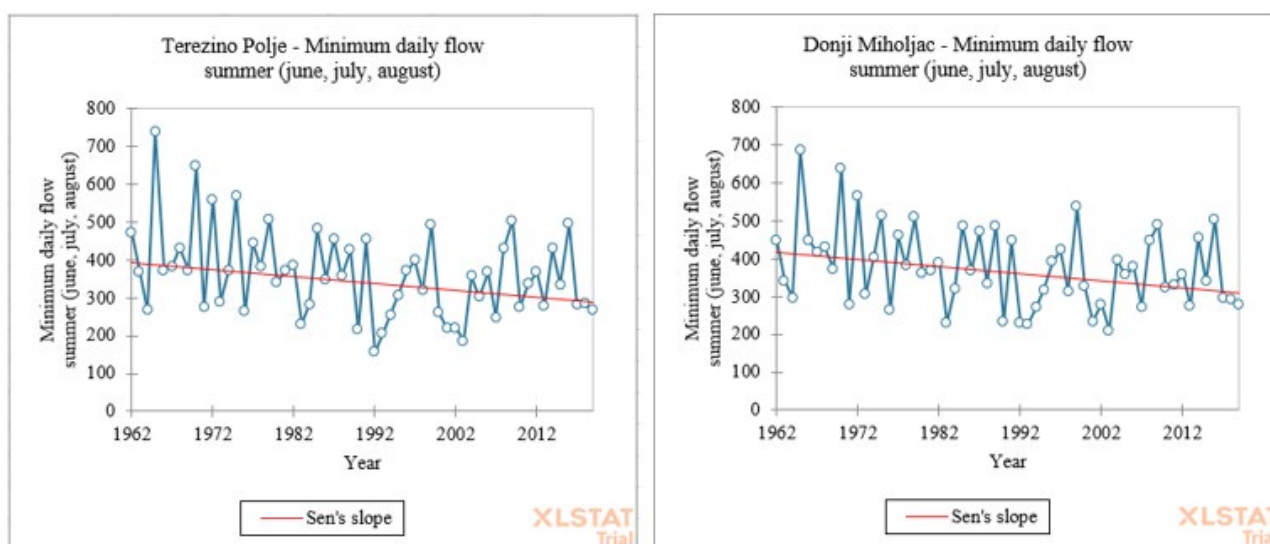 Terezino Polje - Minimum daily flow
summer (june, july, august)
Minimum daily flow
summer (june, july, august)
800
700
600
500
400
300
200
100
0
1962
1972
1982
1992
2002
2012
Year
Sen's slope
XLSTAT
Trial
Donji Miholjac - Minimum daily flow
summer (june, july, august)
Minimum daily flow
summer (june, july, august)
800
700
600
500
400
300
200
100
0
1962
1972
1982
1992
2002
2012
Year
Sen's slope
XLSTAT
Trial